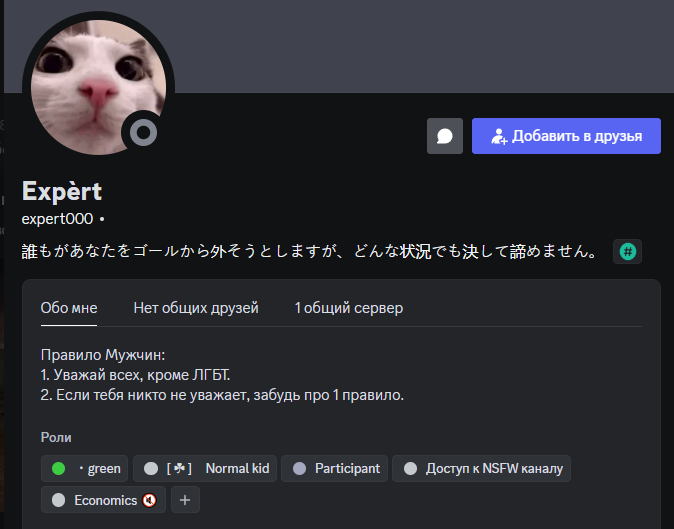 Добавить в друзья
Expèrt
expert000 •
誰もがあなたをゴールから外そうとしますが、どんな状況でも決して諦めません。 #
Обо мне Нет общих друзей 1 общий сервер
Правило Мужчин:
1. Уважай всех, кроме ЛГБТ.
2. Если тебя никто не уважает, забудь про 1 правило.
Роли
・green [ ☘ ] Normal kid Participant Доступ к NSFW каналу
Economics 🔇 +